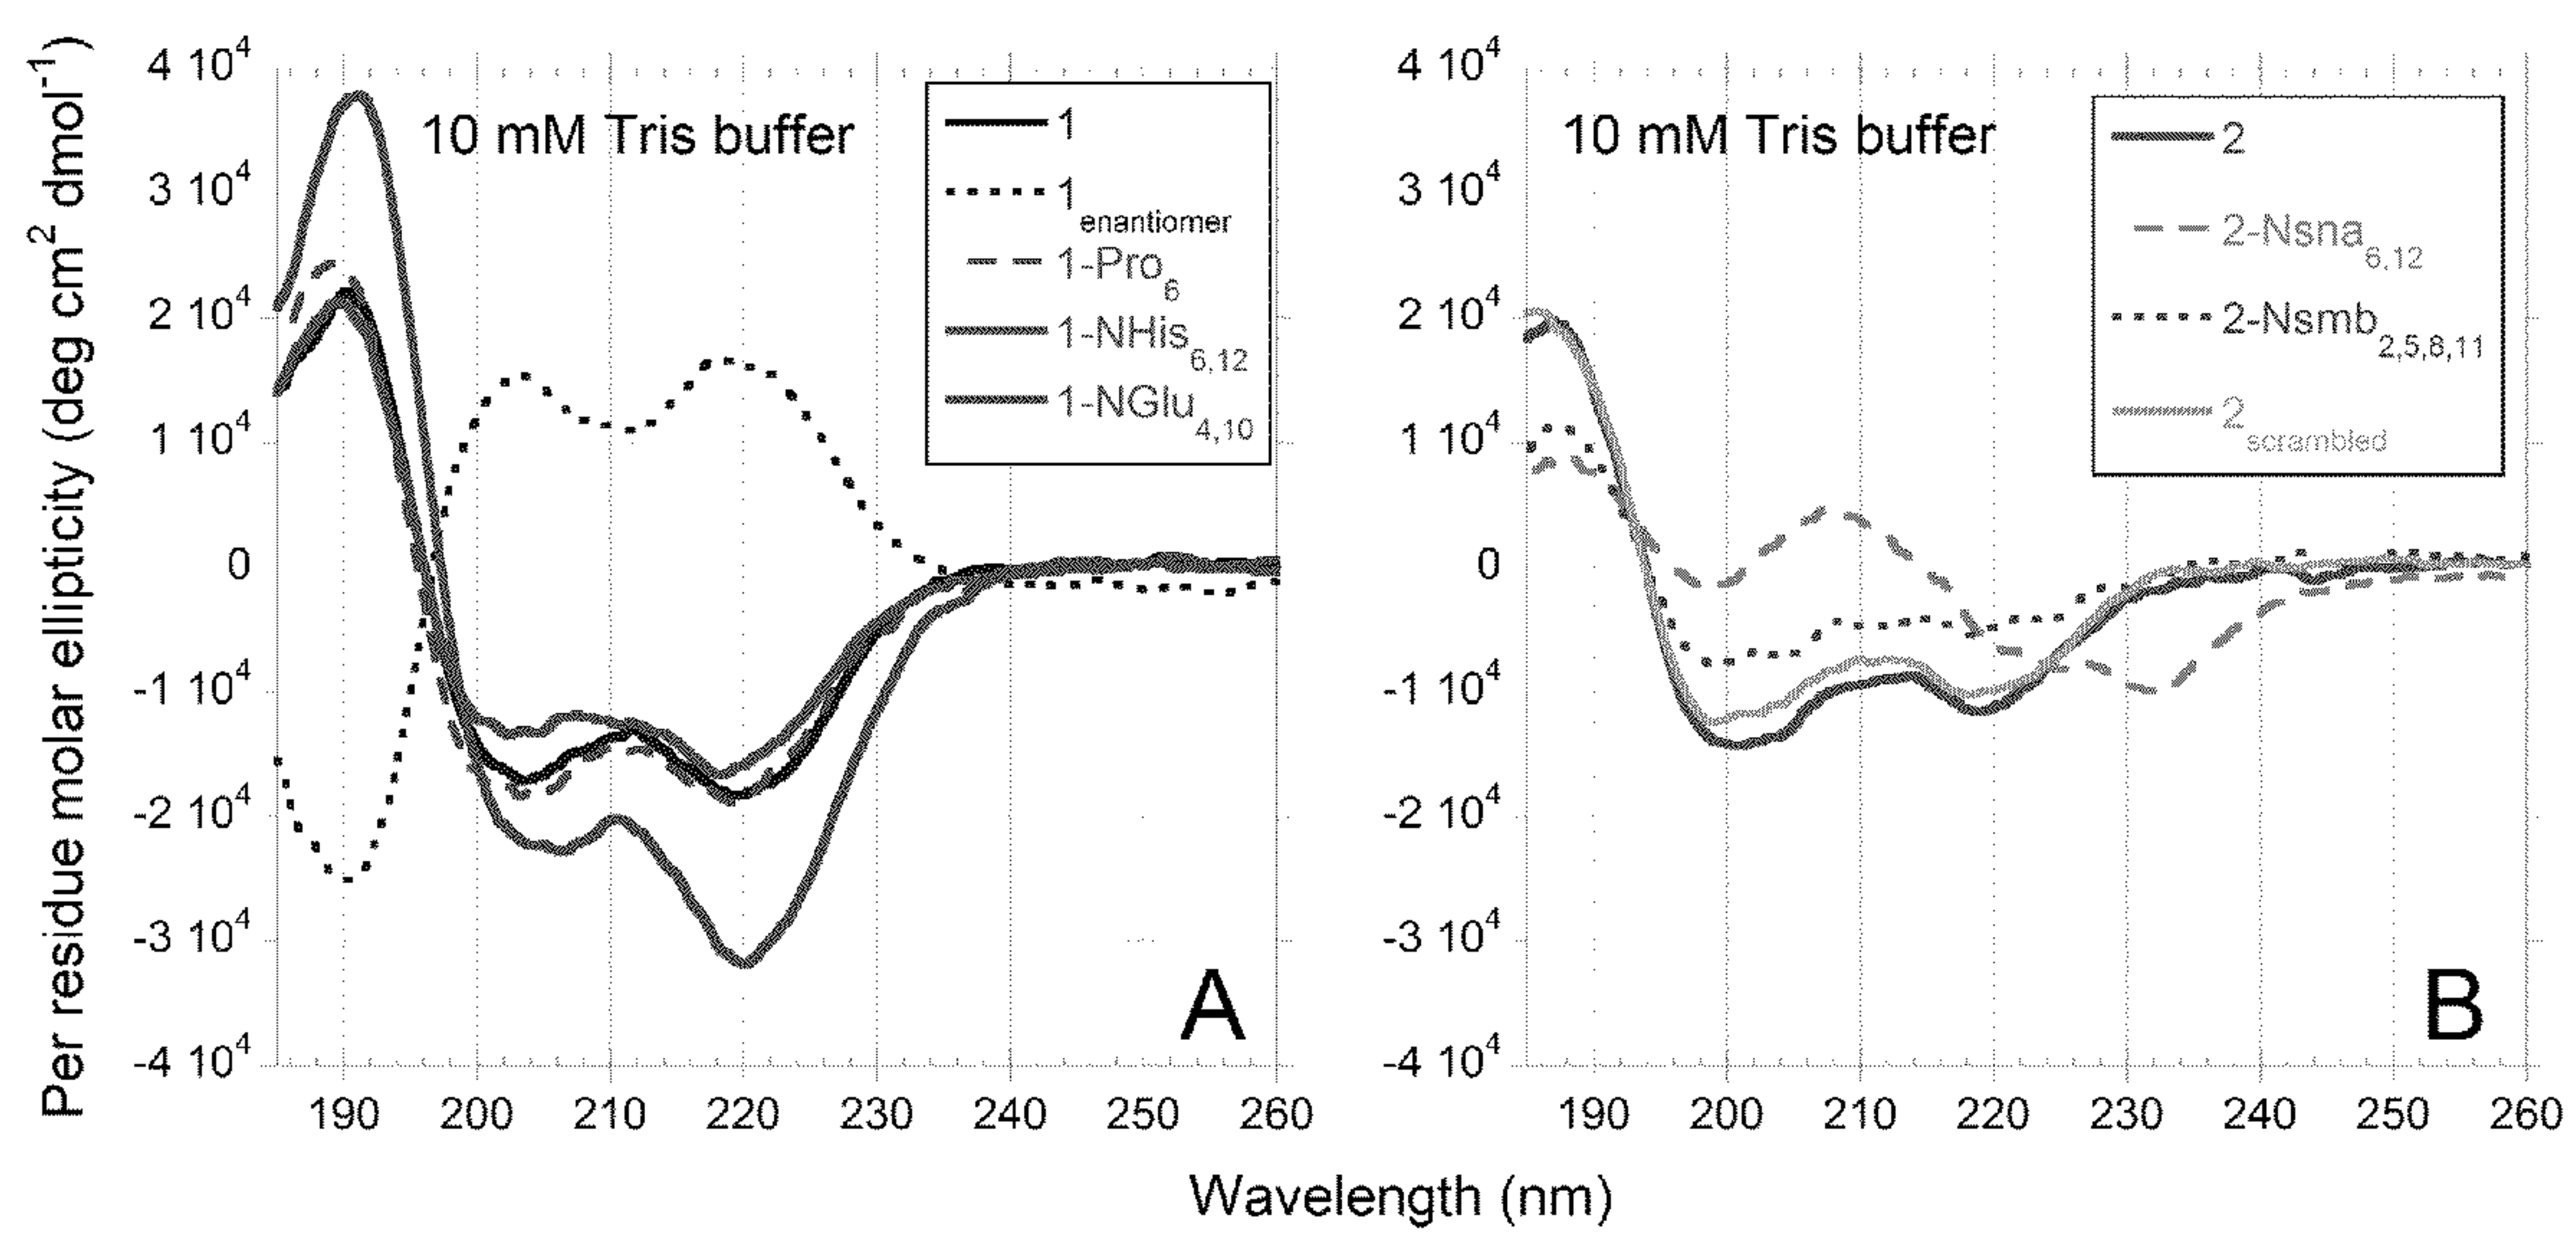 Per residue molar ellipticity (deg cm² dmol⁻¹)
4 10⁴
3 10⁴
2 10⁴
1 10⁴
0
-1 10⁴
-2 10⁴
-3 10⁴
-4 10⁴
10 mM Tris buffer
1
1enantiomer
1-Pro6
1-NHis6,12
1-NGlu4,10
A
190 200 210 220 230 240 250 260
4 10⁴
3 10⁴
2 10⁴
1 10⁴
0
-1 10⁴
-2 10⁴
-3 10⁴
-4 10⁴
10 mM Tris buffer
2
2-Nsna6,12
2-Nsmb2,5,8,11
2scrambled
B
190 200 210 220 230 240 250 260
Wavelength (nm)